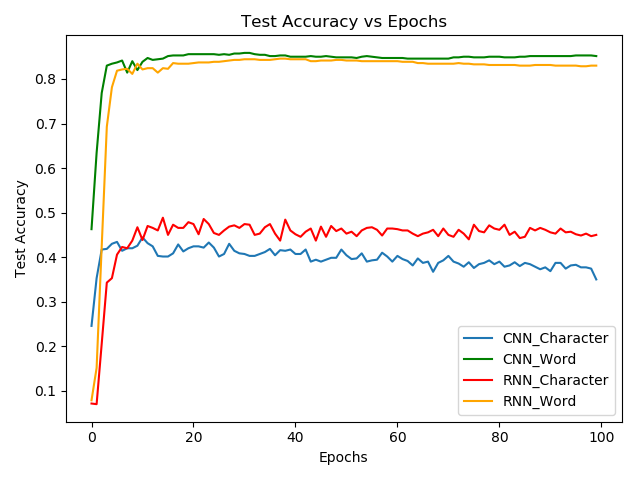 Test Accuracy vs Epochs
Test Accuracy
0.8
0.7
0.6
0.5
0.4
0.3
0.2
0.1
0
20
40
60
80
100
Epochs
CNN_Character
CNN_Word
RNN_Character
RNN_Word